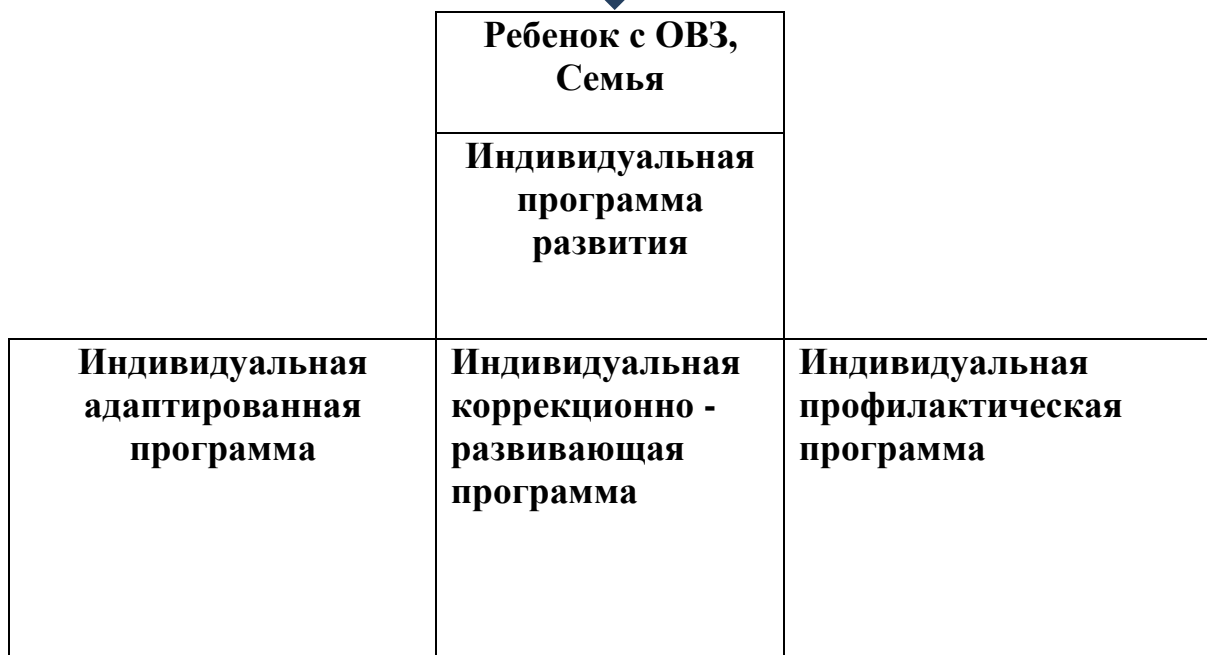 Ребенок с ОВЗ,
Семья
Индивидуальная
программа
развития
Индивидуальная
адаптированная
программа
Индивидуальная
коррекционно -
развивающая
программа
Индивидуальная
профилактическая
программа